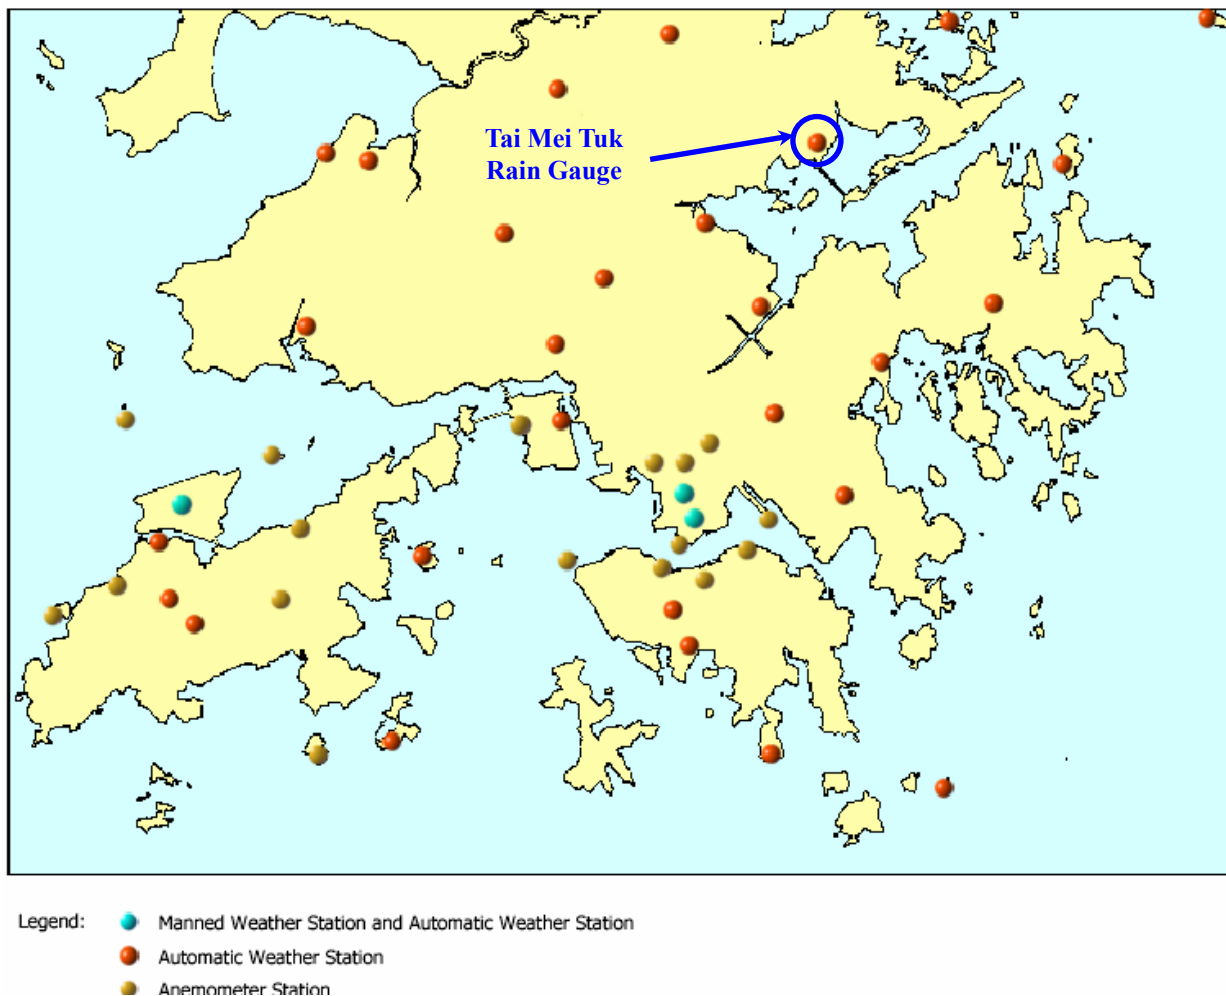 Tai Mei Tuk
Rain Gauge
Legend:
Manned Weather Station and Automatic Weather Station
Automatic Weather Station
Anemometer Station